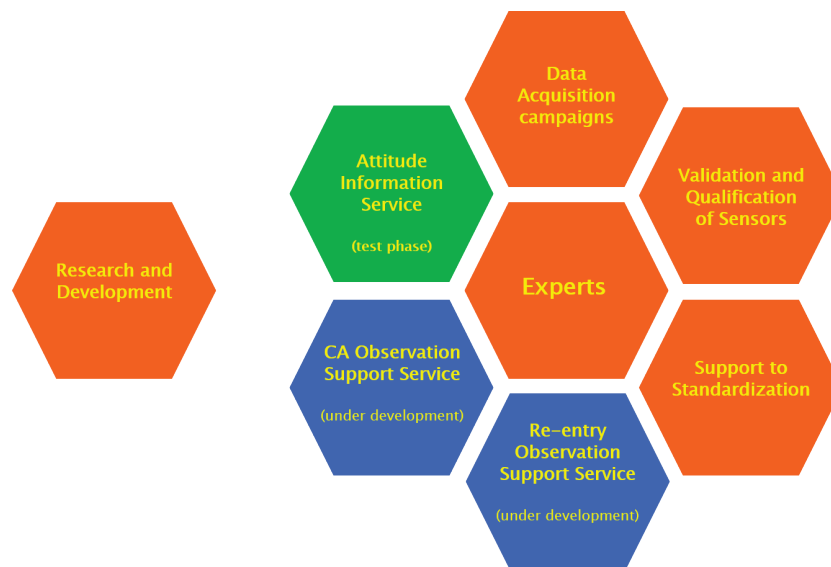 Data
Acquisition
campaigns
Attitude
Information
Service
(test phase)
Validation and
Qualification
of Sensors
Research and
Development
Experts
CA Observation
Support Service
(under development)
Support to
Standardization
Re-entry
Observation
Support Service
(under development)